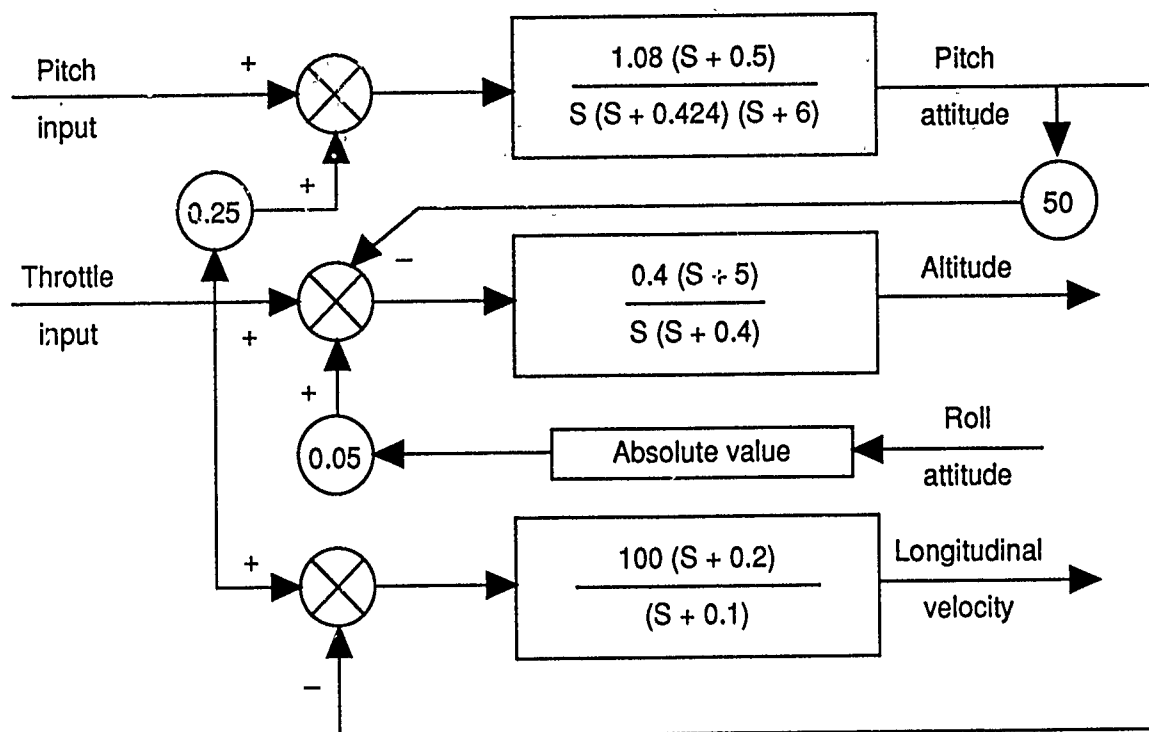 Pitch
input
+
1.08 (S + 0.5)
S (S + 0.424) (S + 6)
Pitch
attitude
+
0.25
50
–
Throttle
input
+
0.4 (S + 5)
S (S + 0.4)
Altitude
+
0.05
Absolute value
Roll
attitude
+
100 (S + 0.2)
(S + 0.1)
Longitudinal
velocity
–